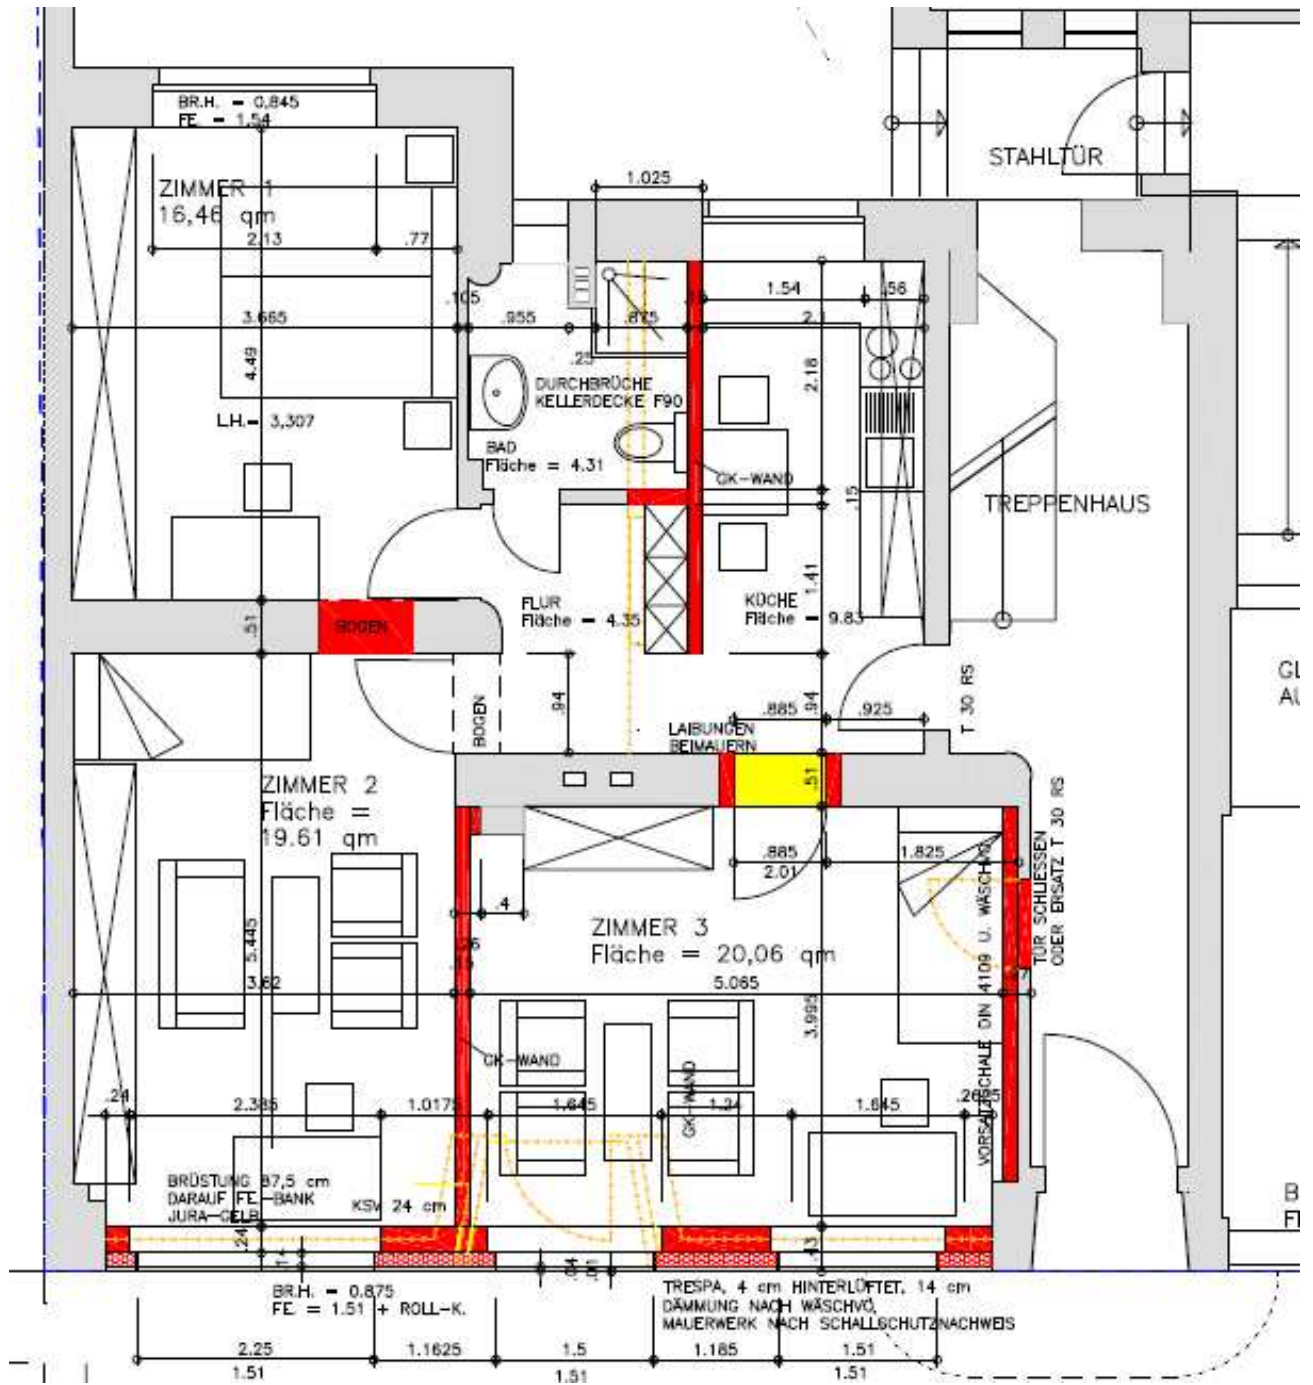 BR.H. = 0,845
FE. = 1.54
ZIMMER 1
16,46 qm
2.13
.77
1.025
STAHLTÜR
.105
3.665
.955
.875
1.54
.56
2.1
.25
4.49
2.18
DURCHBRÜCHE
KELLERDECKE F90
L.H.= 3,307
BAD
Fläche = 4.31
GK-WAND
.15
TREPPENHAUS
1.41
FLUR
Fläche = 4.35
KÜCHE
Fläche = 9.83
BOGEN
.51
GL
AU
BOGEN
.94
.94
.885
.925
T 30 RS
LAIBUNGEN
BEIMAUERN
.51
ZIMMER 2
Fläche =
19.61 qm
.885
2.01
1.825
TÜR SCHLIESSEN
ODER ERSATZ T 30 RS
.4
ZIMMER 3
Fläche = 20,06 qm
5.445
3.62
5.065
3.995
VORSATZSCHALE DIN 4109 U. WÄSCHVO
GK-WAND
GK-WAND
.24
2.385
1.0175
1.645
1.24
1.645
.2625
BRÜSTUNG 87,5 cm
DARAUF FE.-BANK
JURA-GELB
KSV 24 cm
.24
.14
.04
.01
.43
B
FE
BR.H. = 0.875
FE. = 1.51 + ROLL-K.
TRESPA, 4 cm HINTERLÜFTET, 14 cm
DÄMMUNG NACH WÄSCHVO,
MAUERWERK NACH SCHALLSCHUTZNACHWEIS
2.25
1.1625
1.5
1.185
1.51
1.51
1.51
1.51